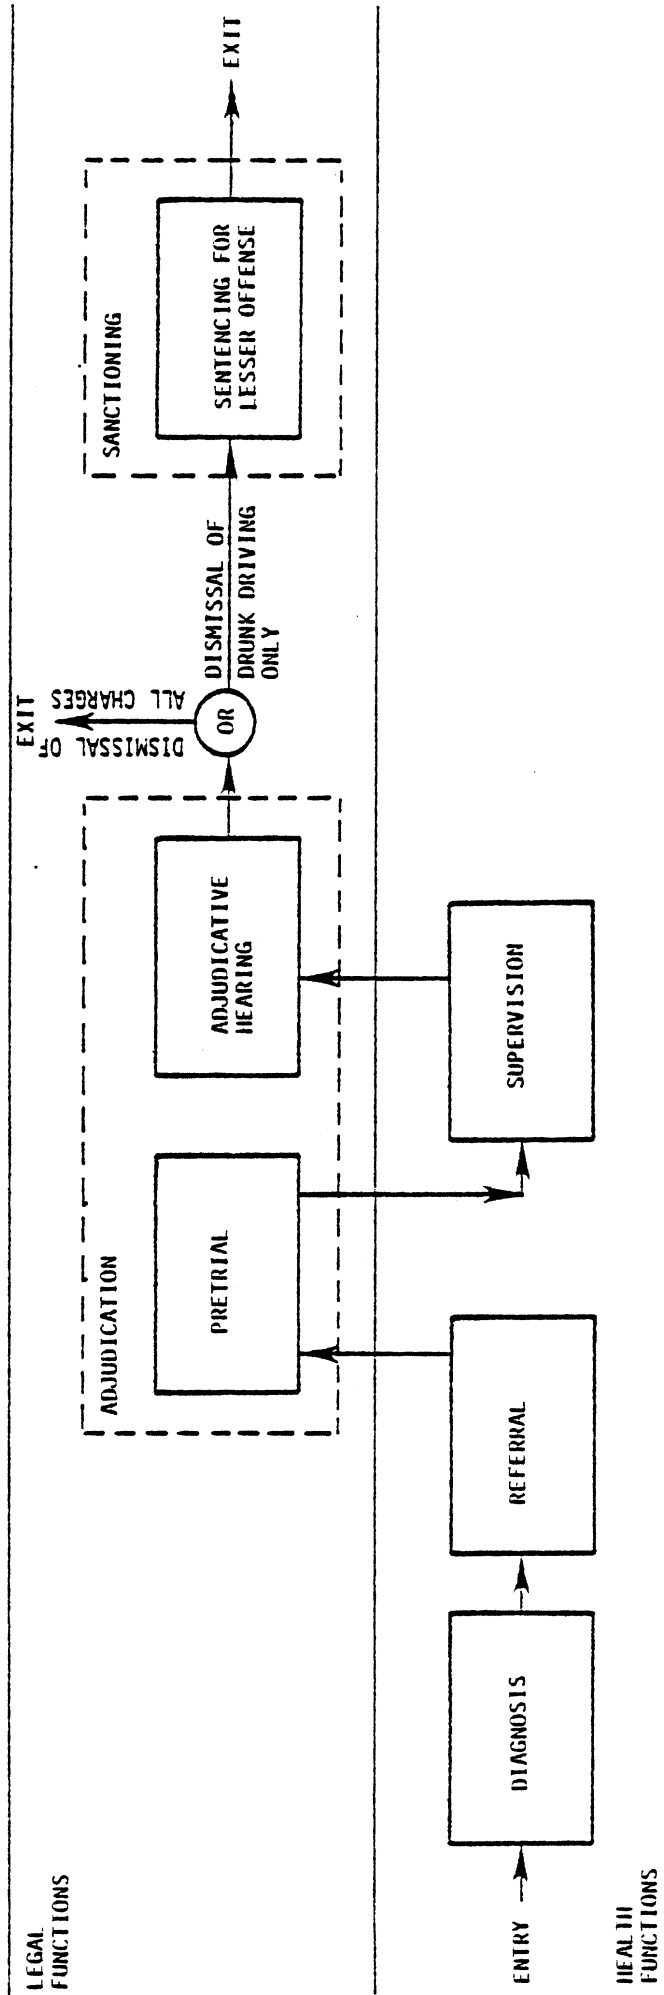 LEGAL
FUNCTIONS
ADJUDICATION
PRETRIAL
ADJUDICATIVE
HEARING
EXIT
DISMISSAL OF
ALL CHARGES
OR
DISMISSAL OF
DRUNK DRIVING
ONLY
SANCTIONING
SENTENCING FOR
LESSER OFFENSE
EXIT
ENTRY
DIAGNOSIS
REFERRAL
SUPERVISION
HEALTH
FUNCTIONS